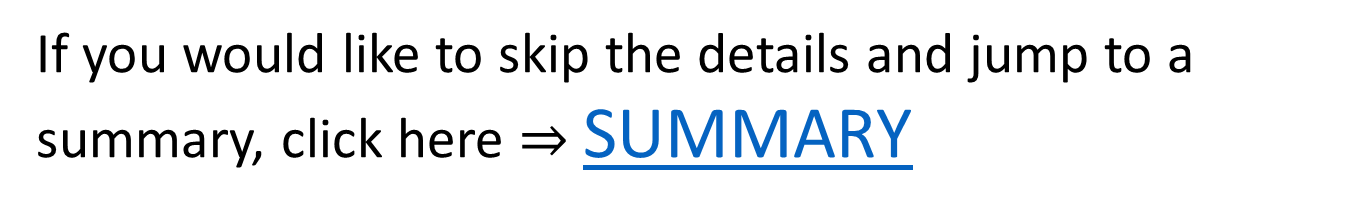 If you would like to skip the details and jump to a
summary, click here ⇒ SUMMARY